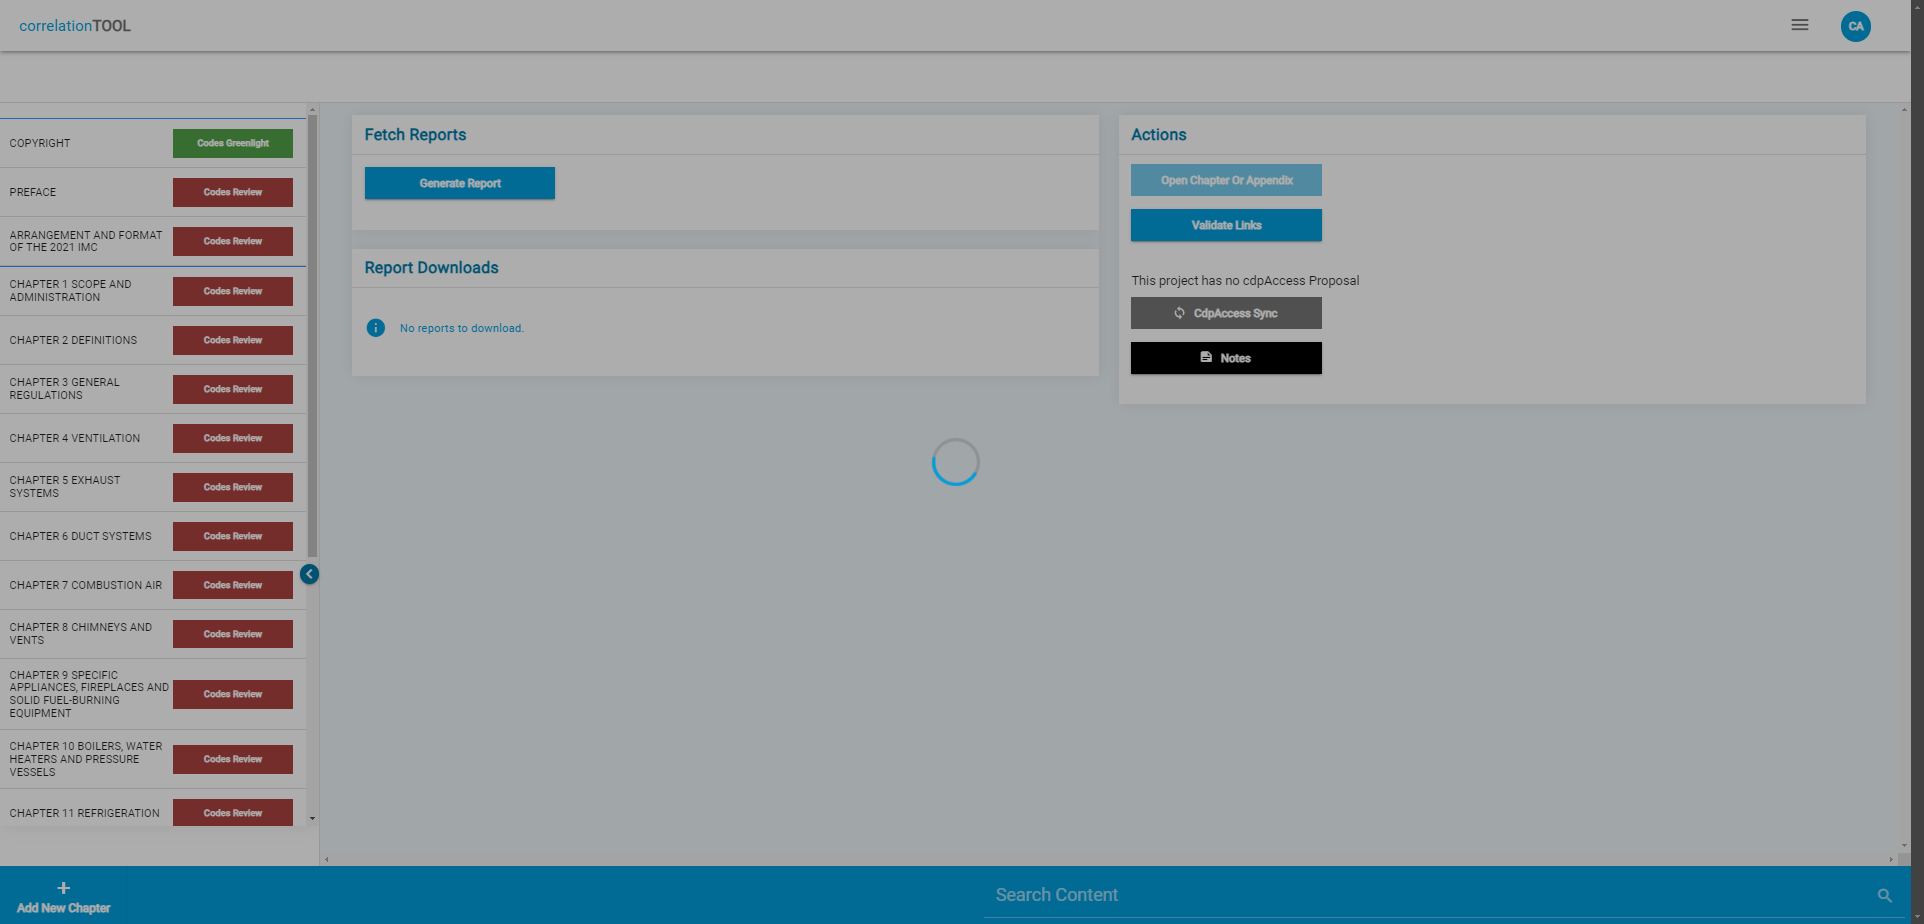 correlationTOOL
CA
COPYRIGHT
Codes Greenlight
PREFACE
Codes Review
ARRANGEMENT AND FORMAT
OF THE 2021 IMC
Codes Review
CHAPTER 1 SCOPE AND
ADMINISTRATION
Codes Review
CHAPTER 2 DEFINITIONS
Codes Review
CHAPTER 3 GENERAL
REGULATIONS
Codes Review
CHAPTER 4 VENTILATION
Codes Review
CHAPTER 5 EXHAUST
SYSTEMS
Codes Review
CHAPTER 6 DUCT SYSTEMS
Codes Review
CHAPTER 7 COMBUSTION AIR
Codes Review
CHAPTER 8 CHIMNEYS AND
VENTS
Codes Review
CHAPTER 9 SPECIFIC
APPLIANCES, FIREPLACES AND
SOLID FUEL-BURNING
EQUIPMENT
Codes Review
CHAPTER 10 BOILERS, WATER
HEATERS AND PRESSURE
VESSELS
Codes Review
CHAPTER 11 REFRIGERATION
Codes Review
Fetch Reports
Generate Report
Report Downloads
No reports to download.
Actions
Open Chapter Or Appendix
Validate Links
This project has no cdpAccess Proposal
CdpAccess Sync
Notes
Add New Chapter
Search Content